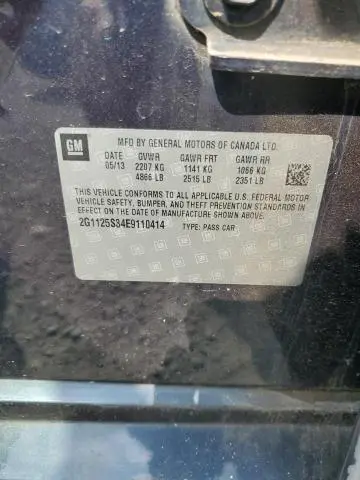 GM
MFD BY GENERAL MOTORS OF CANADA LTD.
DATE GVWR GAWR FRT GAWR RR
05/13 2207 KG 1141 KG 1066 KG
4866 LB 2515 LB 2351 LB
THIS VEHICLE CONFORMS TO ALL APPLICABLE U.S. FEDERAL MOTOR
VEHICLE SAFETY, BUMPER, AND THEFT PREVENTION STANDARDS IN
EFFECT ON THE DATE OF MANUFACTURE SHOWN ABOVE.
2G1125S34E9110414 TYPE: PASS CAR